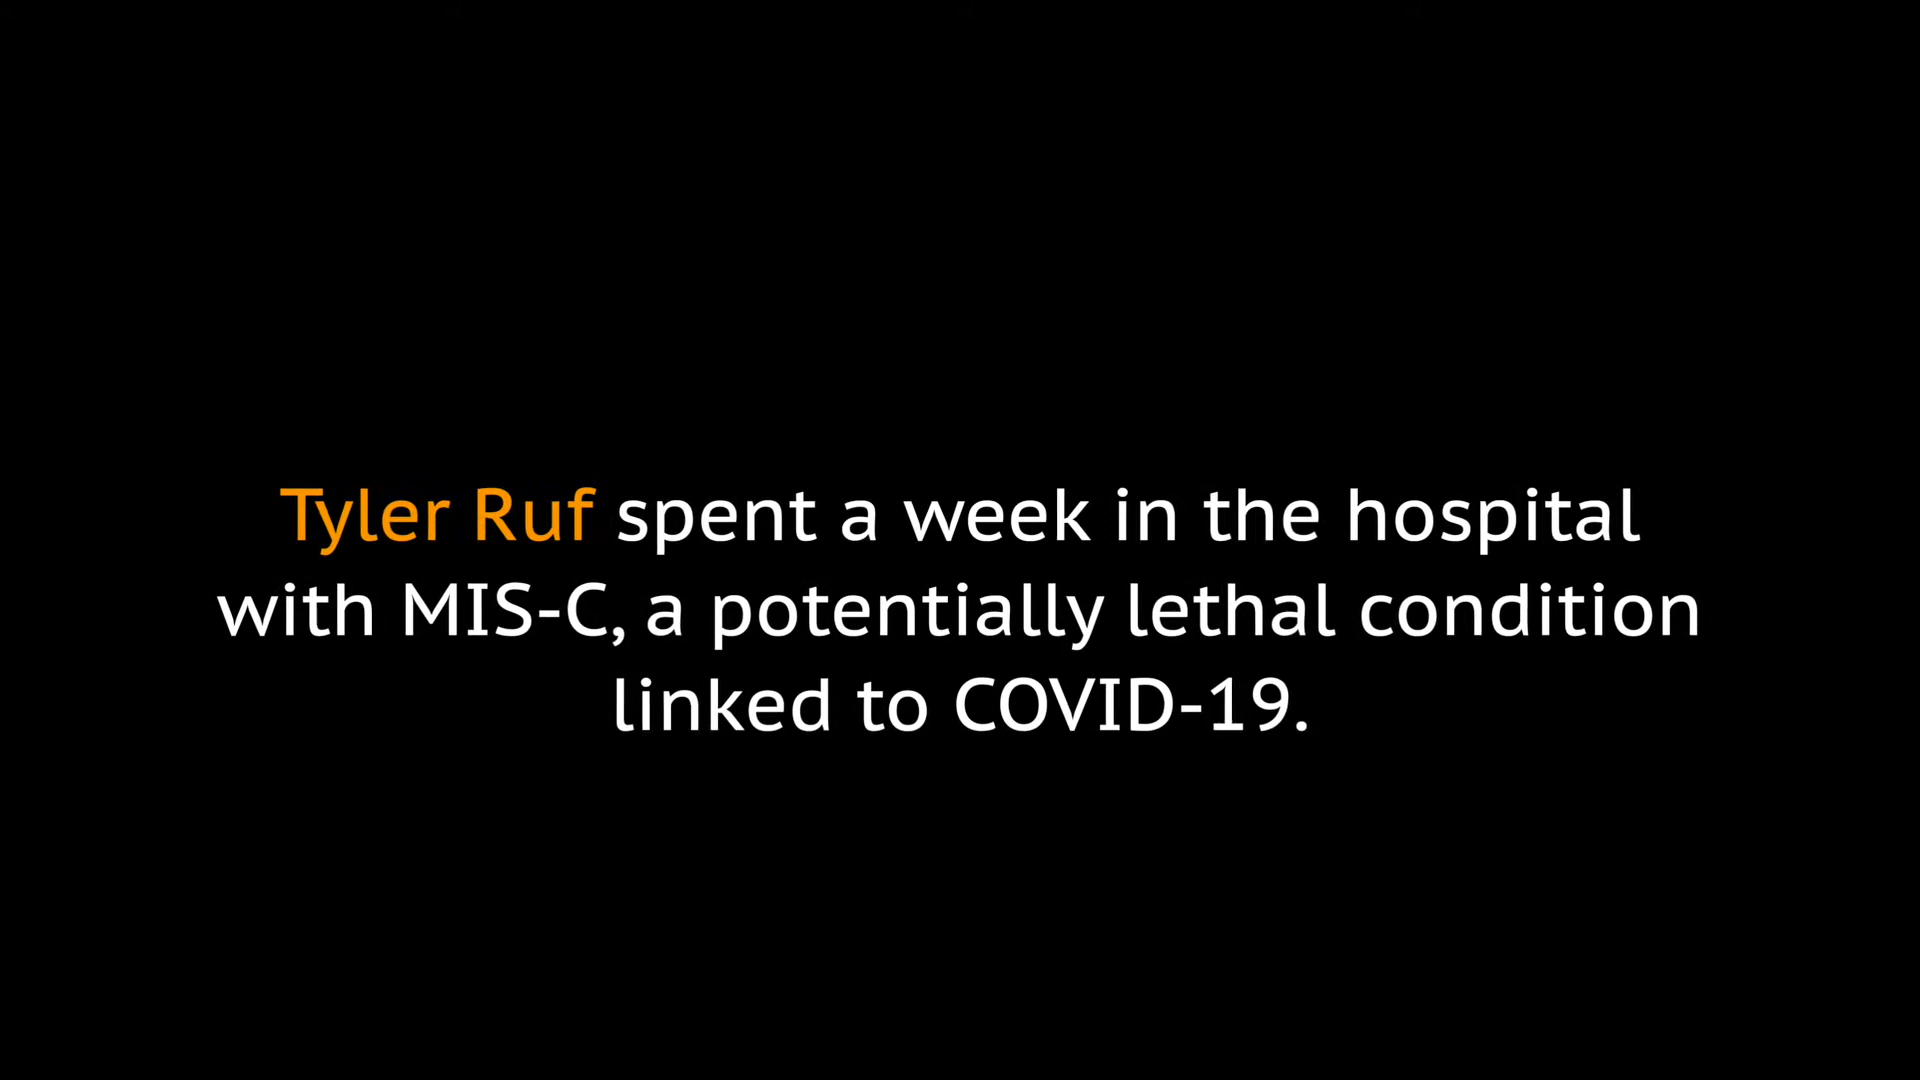 Tyler Ruf spent a week in the hospital
with MIS-C, a potentially lethal condition
linked to COVID-19.